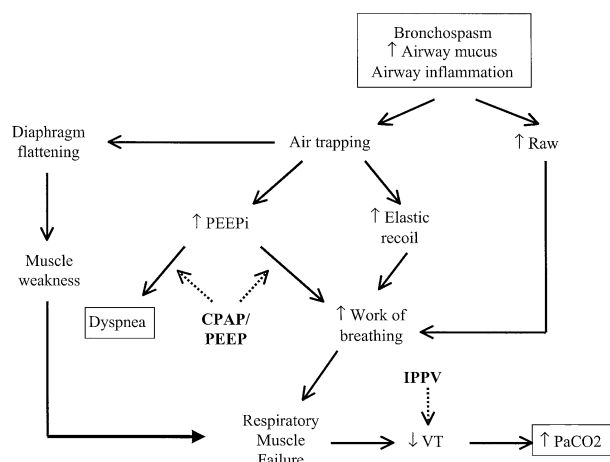 Bronchospasm
↑ Airway mucus
Airway inflammation
Diaphragm
flattening
Air trapping
↑ Raw
↑ PEEPi
↑ Elastic
recoil
Muscle
weakness
Dyspnea
CPAP/
PEEP
↑ Work of
breathing
IPPV
Respiratory
Muscle
Failure
↓ VT
↑ PaCO2